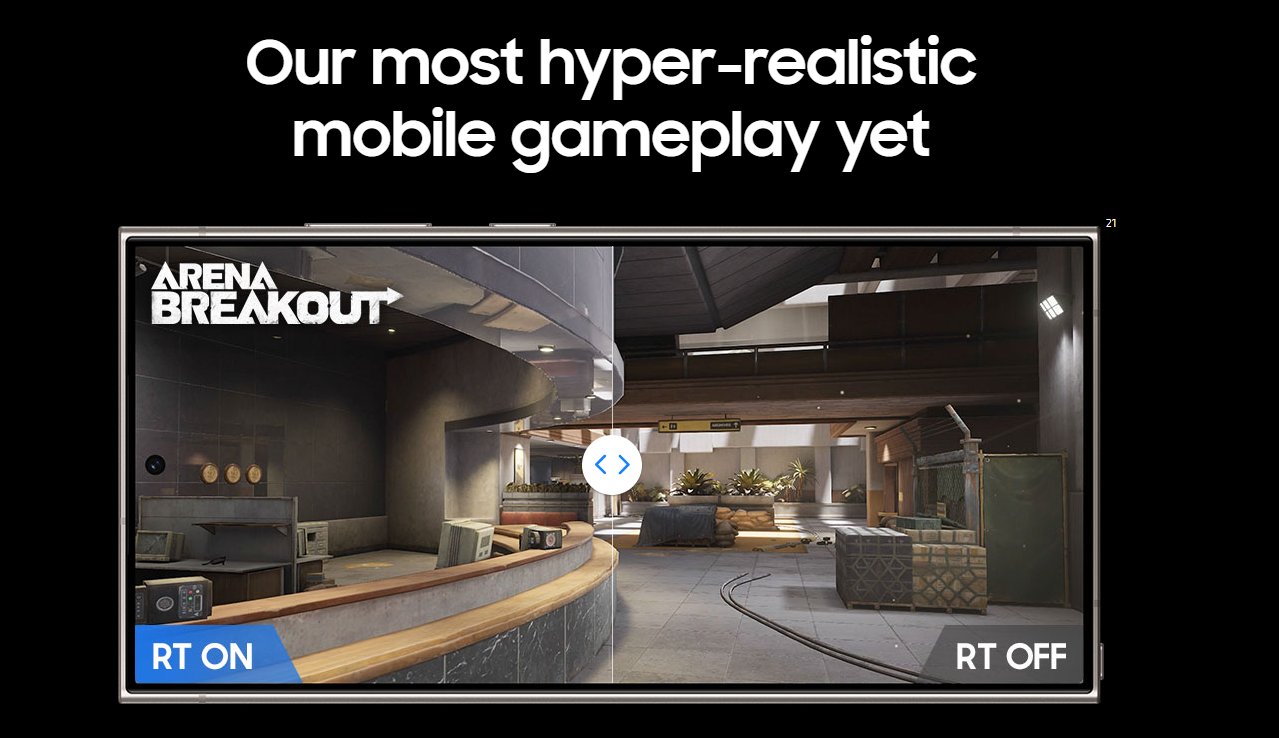 Our most hyper-realistic
mobile gameplay yet
21
ARENA
BREAKOUT
RT ON
RT OFF